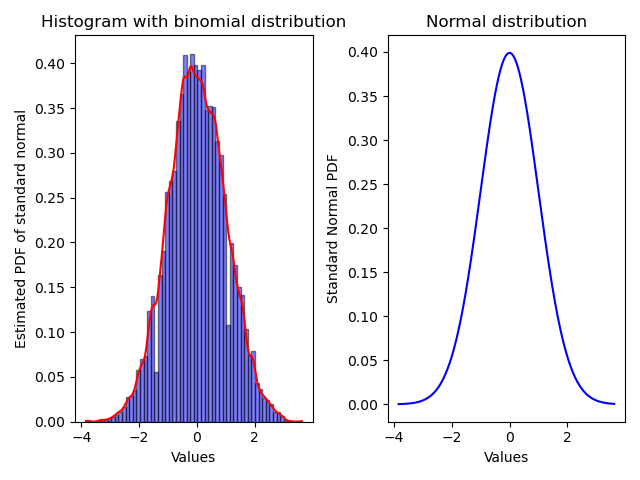 Histogram with binomial distribution
Estimated PDF of standard normal
0.40
0.35
0.30
0.25
0.20
0.15
0.10
0.05
0.00
−4 −2 0 2
Values
Normal distribution
Standard Normal PDF
0.40
0.35
0.30
0.25
0.20
0.15
0.10
0.05
0.00
−4 −2 0 2
Values